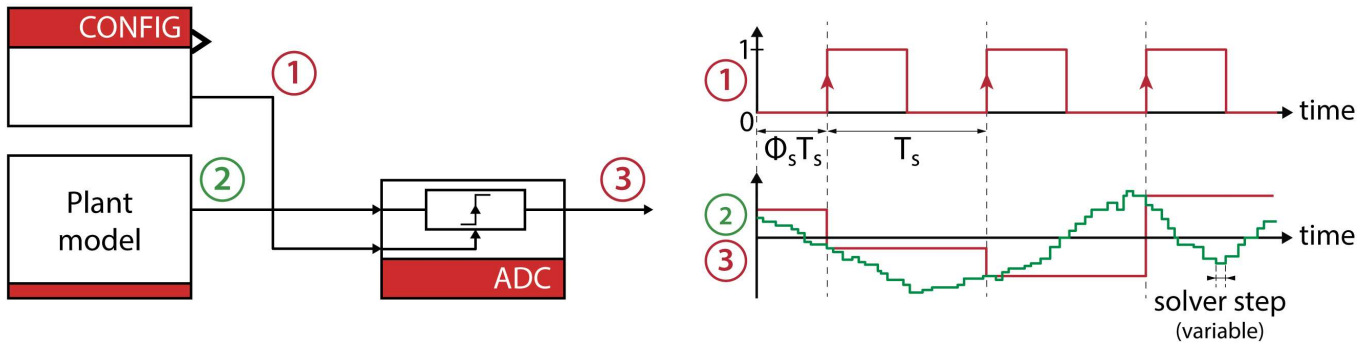 CONFIG
1
Plant
model
2
3
ADC
1
1
0
time
ΦₛTₛ
Tₛ
2
3
time
solver step
(variable)